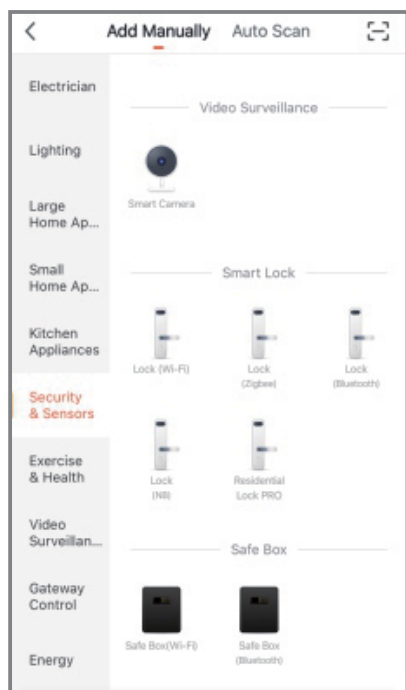 Add Manually Auto Scan
Electrician
Lighting
Large
Home Ap...
Small
Home Ap...
Kitchen
Appliances
Security
& Sensors
Exercise
& Health
Video
Surveillan...
Gateway
Control
Energy
Video Surveillance
Smart Camera
Smart Lock
Lock (Wi-Fi)
Lock
(Zigbee)
Lock
(Bluetooth)
Lock
(NB)
Residential
Lock PRO
Safe Box
Safe Box(Wi-Fi)
Safe Box
(Bluetooth)